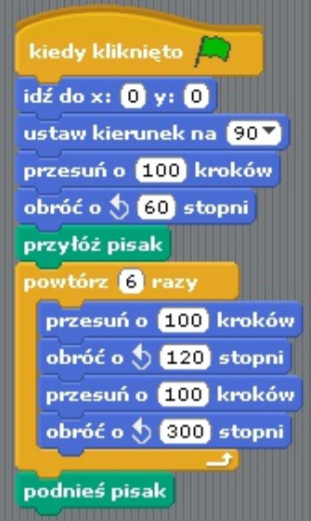 kiedy kliknięto
idź do x: 0 y: 0
ustaw kierunek na 90
przesuń o 100 kroków
obróć o 60 stopni
przyłóż pisak
powtórz 6 razy
przesuń o 100 kroków
obróć o 120 stopni
przesuń o 100 kroków
obróć o 300 stopni
podnieś pisak